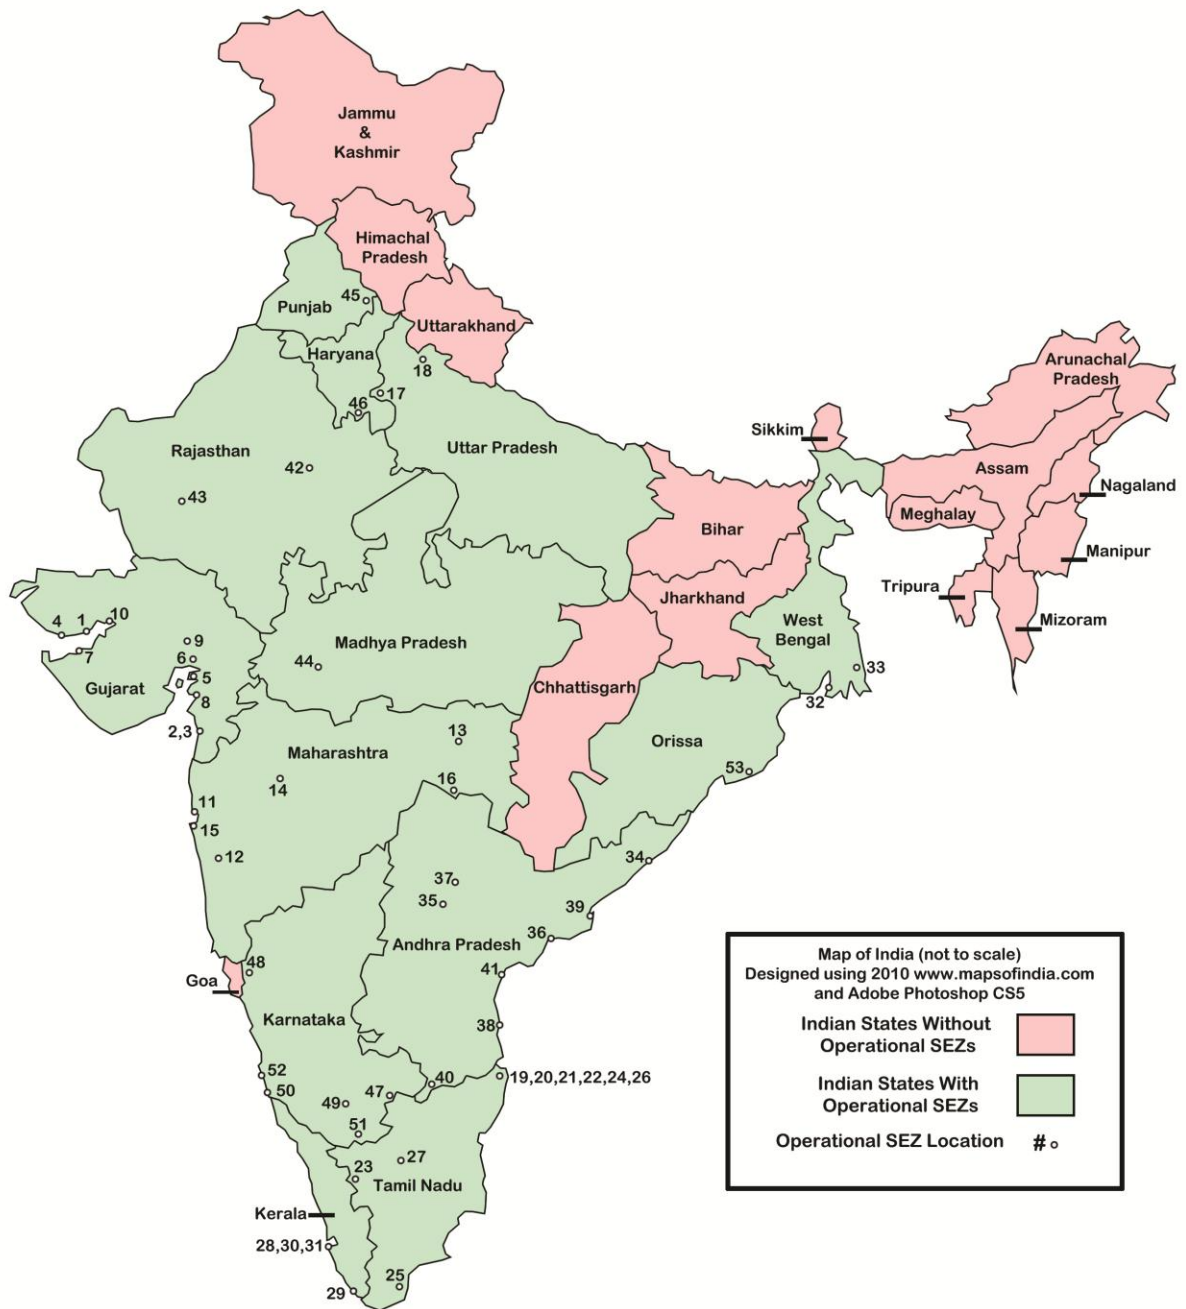 Jammu
&
Kashmir
Himachal
Pradesh
Punjab
45
Uttarakhand
Haryana
18
17
46
Arunachal
Pradesh
Sikkim
Rajasthan
42
Uttar Pradesh
Assam
43
Nagaland
Meghalay
Bihar
Manipur
Tripura
Jharkhand
4
1
10
West
Bengal
Mizoram
9
Madhya Pradesh
7
6
44
33
Gujarat
5
Chhattisgarh
8
32
2,3
13
Maharashtra
Orissa
14
16
53
11
15
12
34
37
35
39
36
Andhra Pradesh
48
41
Goa
Karnataka
38
52
50
49
47
40
19,20,21,22,24,26
51
27
23
Tamil Nadu
Kerala
28,30,31
25
29
Map of India (not to scale)
Designed using 2010 www.mapsofindia.com
and Adobe Photoshop CS5
Indian States Without
Operational SEZs
Indian States With
Operational SEZs
Operational SEZ Location #